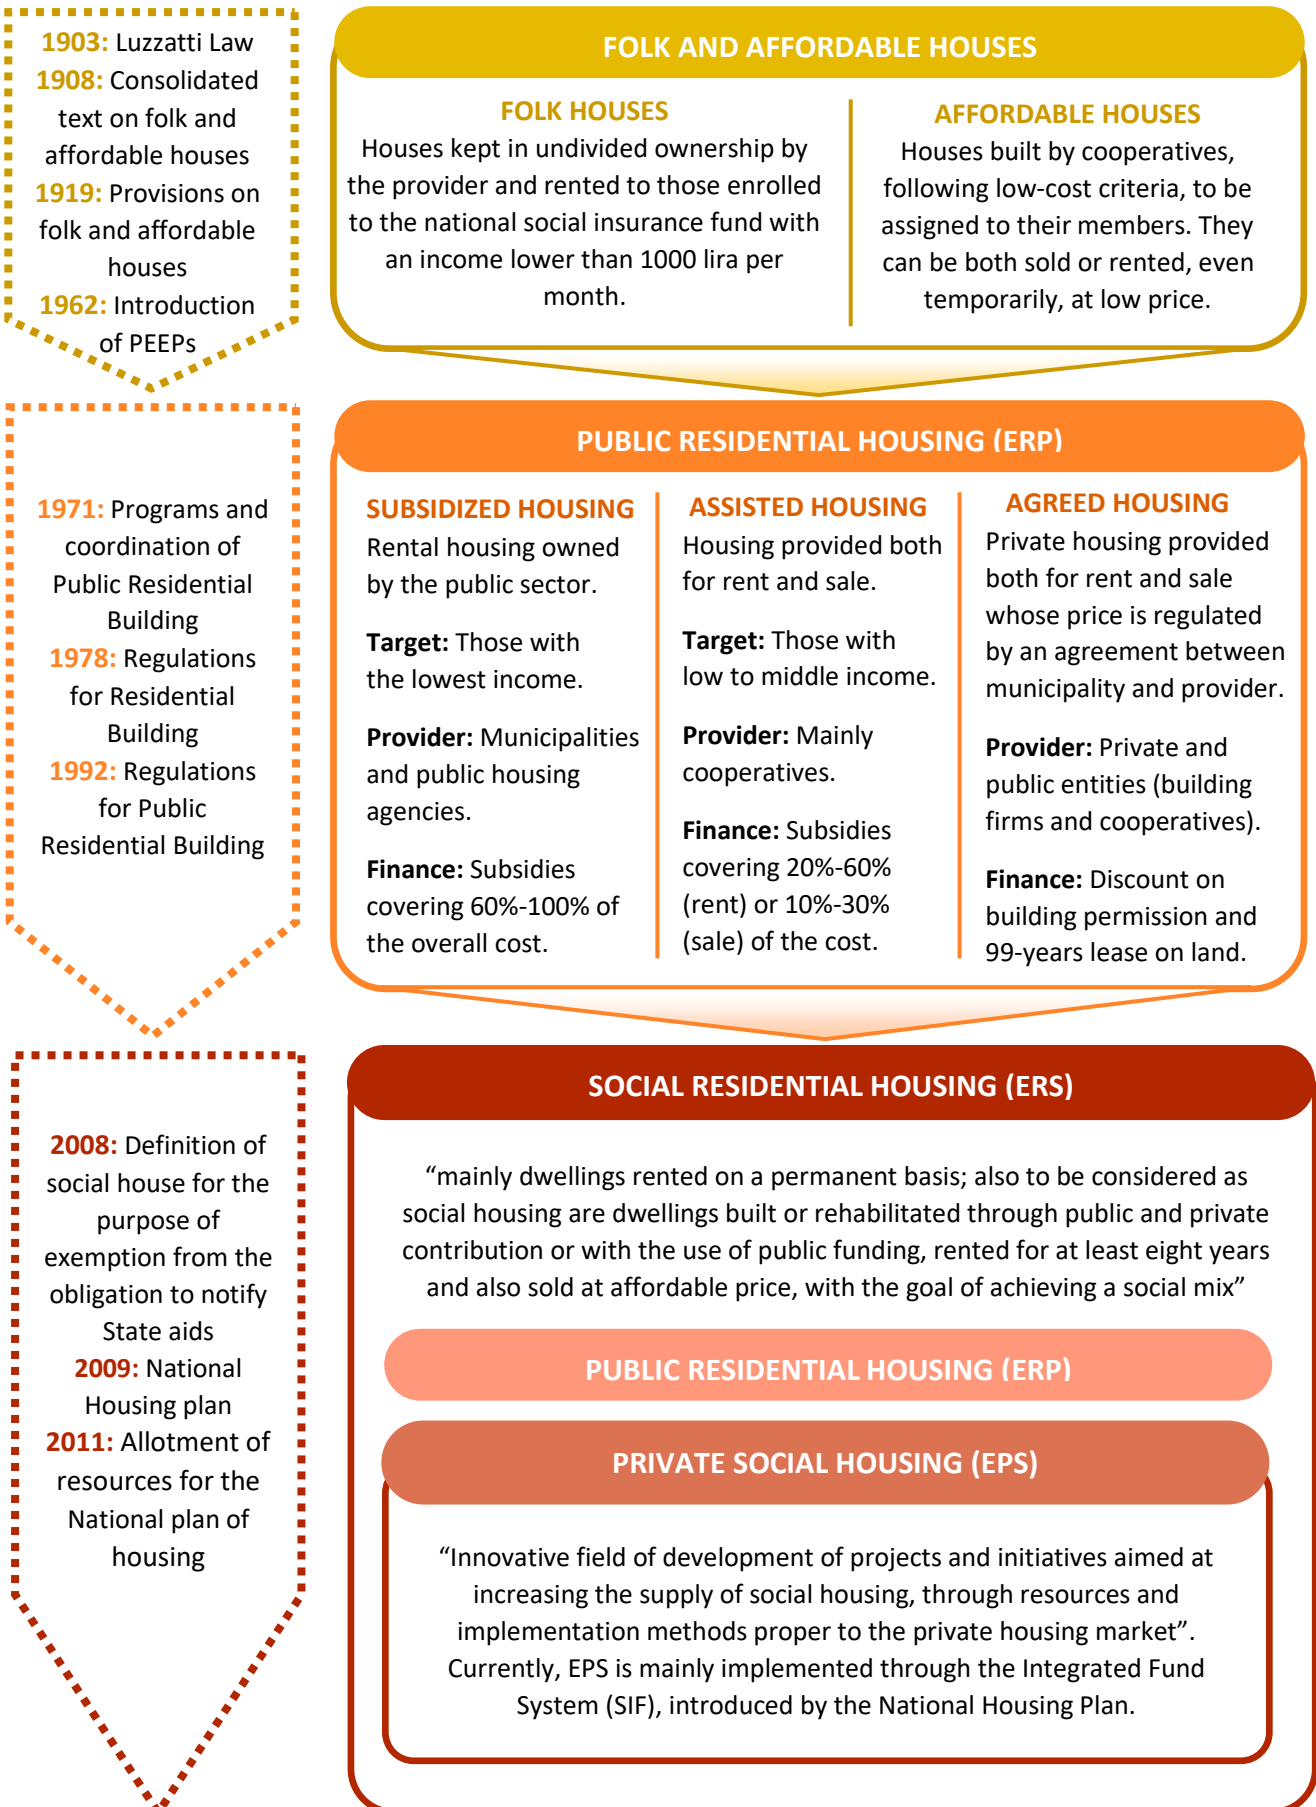 1903: Luzzatti Law
1908: Consolidated
text on folk and
affordable houses
1919: Provisions on
folk and affordable
houses
1962: Introduction
of PEEPs
FOLK AND AFFORDABLE HOUSES
FOLK HOUSES
Houses kept in undivided ownership by
the provider and rented to those enrolled
to the national social insurance fund with
an income lower than 1000 lira per
month.
AFFORDABLE HOUSES
Houses built by cooperatives,
following low-cost criteria, to be
assigned to their members. They
can be both sold or rented, even
temporarily, at low price.
1971: Programs and
coordination of
Public Residential
Building
1978: Regulations
for Residential
Building
1992: Regulations
for Public
Residential Building
PUBLIC RESIDENTIAL HOUSING (ERP)
SUBSIDIZED HOUSING
Rental housing owned
by the public sector.
Target: Those with
the lowest income.
Provider: Municipalities
and public housing
agencies.
Finance: Subsidies
covering 60%-100% of
the overall cost.
ASSISTED HOUSING
Housing provided both
for rent and sale.
Target: Those with
low to middle income.
Provider: Mainly
cooperatives.
Finance: Subsidies
covering 20%-60%
(rent) or 10%-30%
(sale) of the cost.
AGREED HOUSING
Private housing provided
both for rent and sale
whose price is regulated
by an agreement between
municipality and provider.
Provider: Private and
public entities (building
firms and cooperatives).
Finance: Discount on
building permission and
99-years lease on land.
2008: Definition of
social house for the
purpose of
exemption from the
obligation to notify
State aids
2009: National
Housing plan
2011: Allotment of
resources for the
National plan of
housing
SOCIAL RESIDENTIAL HOUSING (ERS)
“mainly dwellings rented on a permanent basis; also to be considered as
social housing are dwellings built or rehabilitated through public and private
contribution or with the use of public funding, rented for at least eight years
and also sold at affordable price, with the goal of achieving a social mix”
PUBLIC RESIDENTIAL HOUSING (ERP)
PRIVATE SOCIAL HOUSING (EPS)
“Innovative field of development of projects and initiatives aimed at
increasing the supply of social housing, through resources and
implementation methods proper to the private housing market”.
Currently, EPS is mainly implemented through the Integrated Fund
System (SIF), introduced by the National Housing Plan.